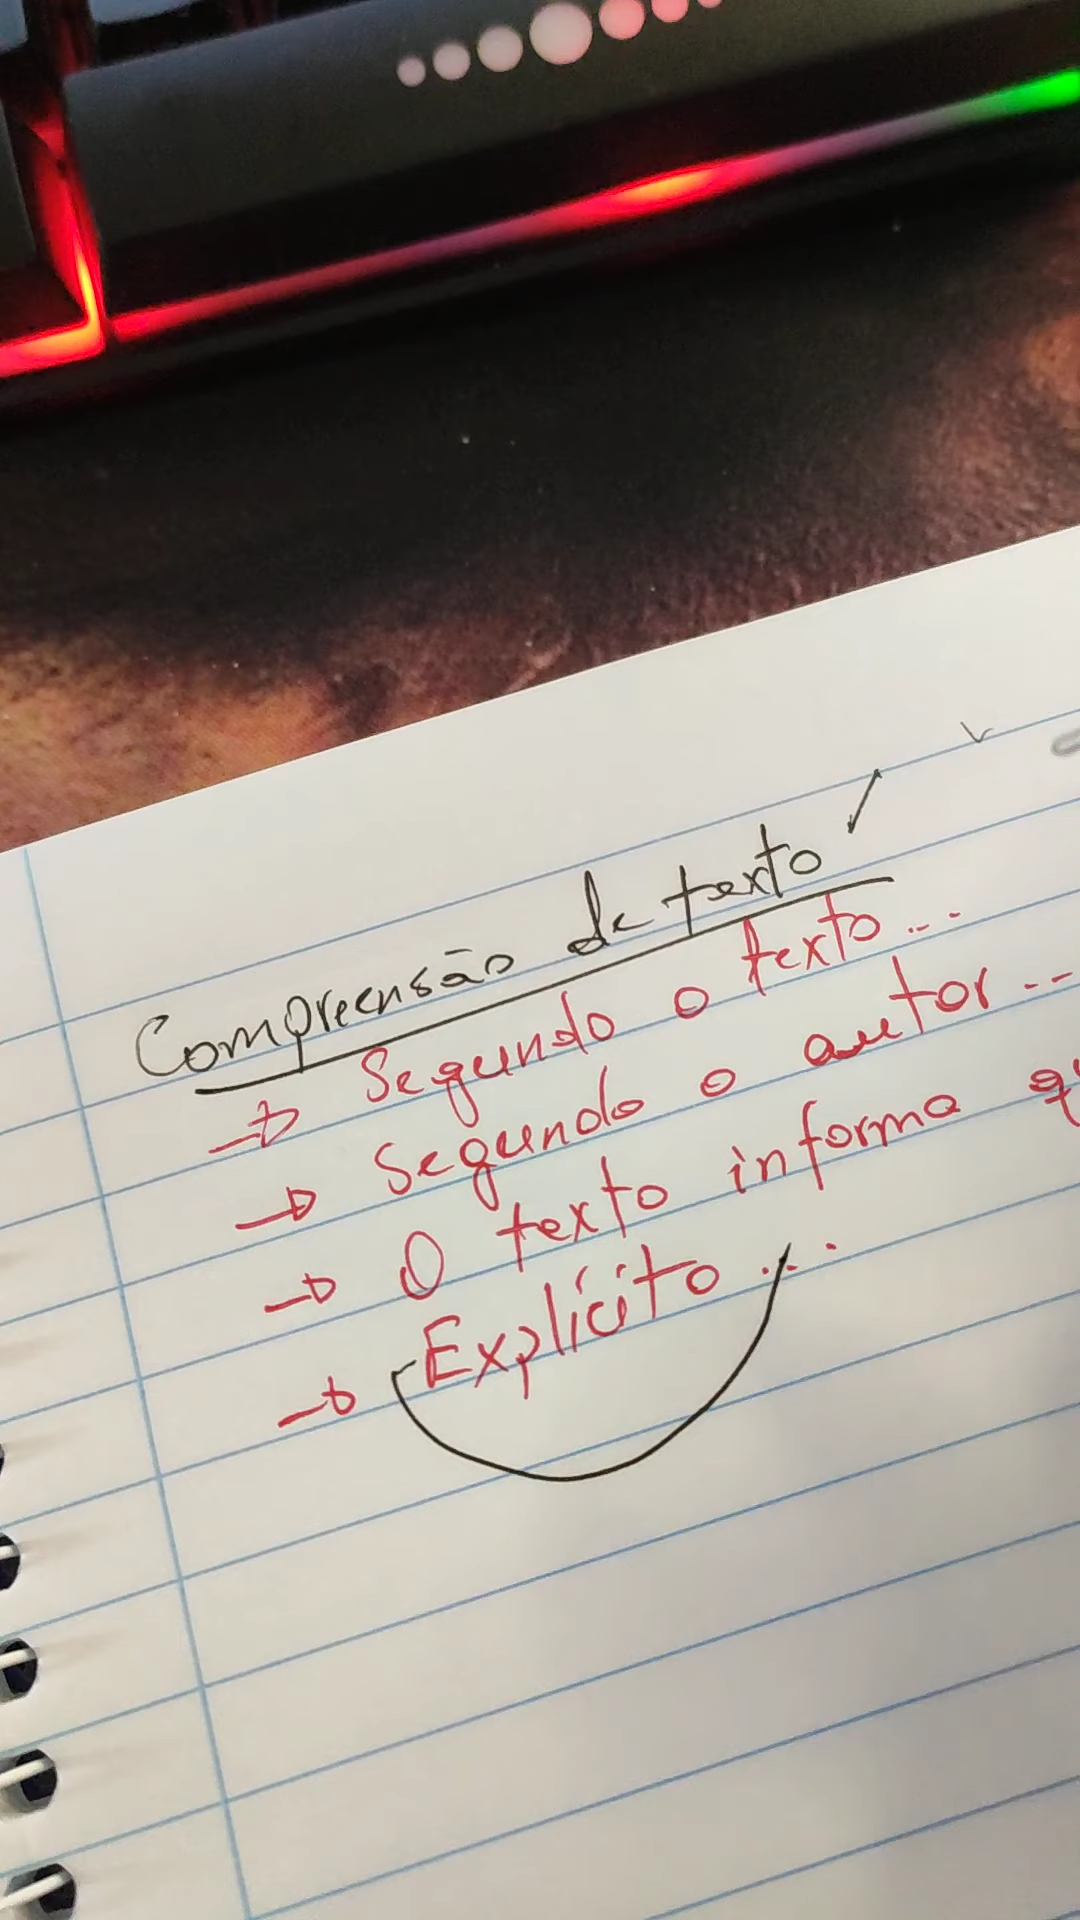 Compreensão de texto
→ Segundo o texto...
→ Segundo o autor...
→ O texto informa
→ Explícito...